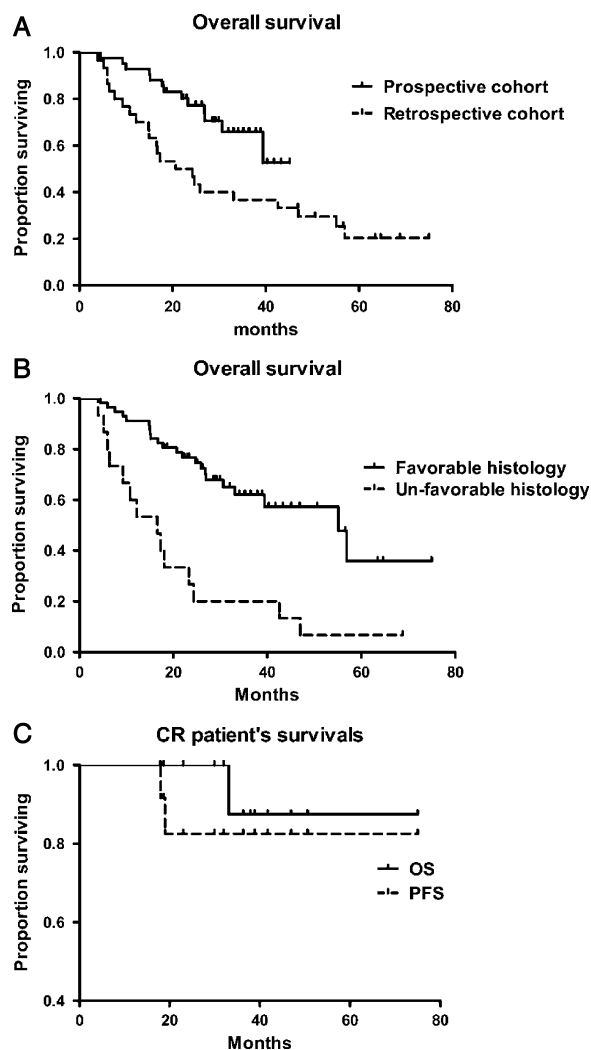 A
Overall survival
Proportion surviving
1.0
0.8
0.6
0.4
0.2
0.0
Prospective cohort
Retrospective cohort
0 20 40 60 80
months
B
Overall survival
Proportion surviving
1.0
0.8
0.6
0.4
0.2
0.0
Favorable histology
Un-favorable histology
0 20 40 60 80
Months
C
CR patient's survivals
Proportion surviving
1.0
0.8
0.6
0.4
OS
PFS
0 20 40 60 80
Months